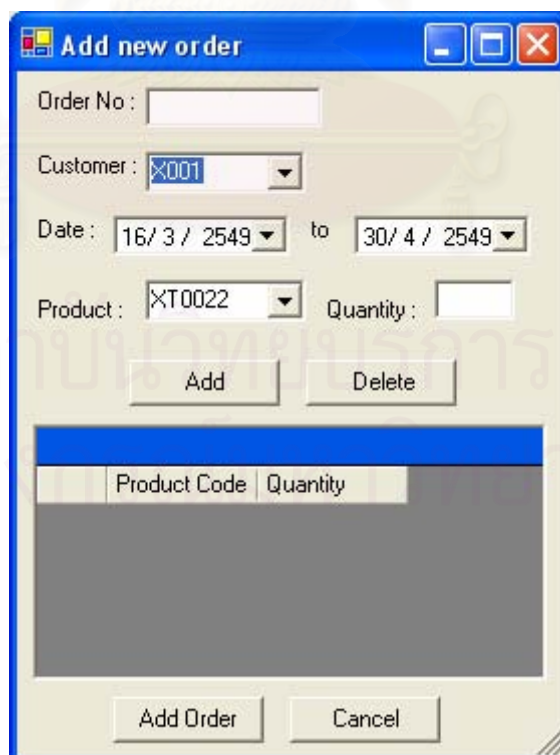 Add new order
Order No :
Customer : X001
Date : 16/ 3 / 2549 to 30/ 4 / 2549
Product : XT0022 Quantity :
Add Delete
Product Code Quantity
Add Order Cancel